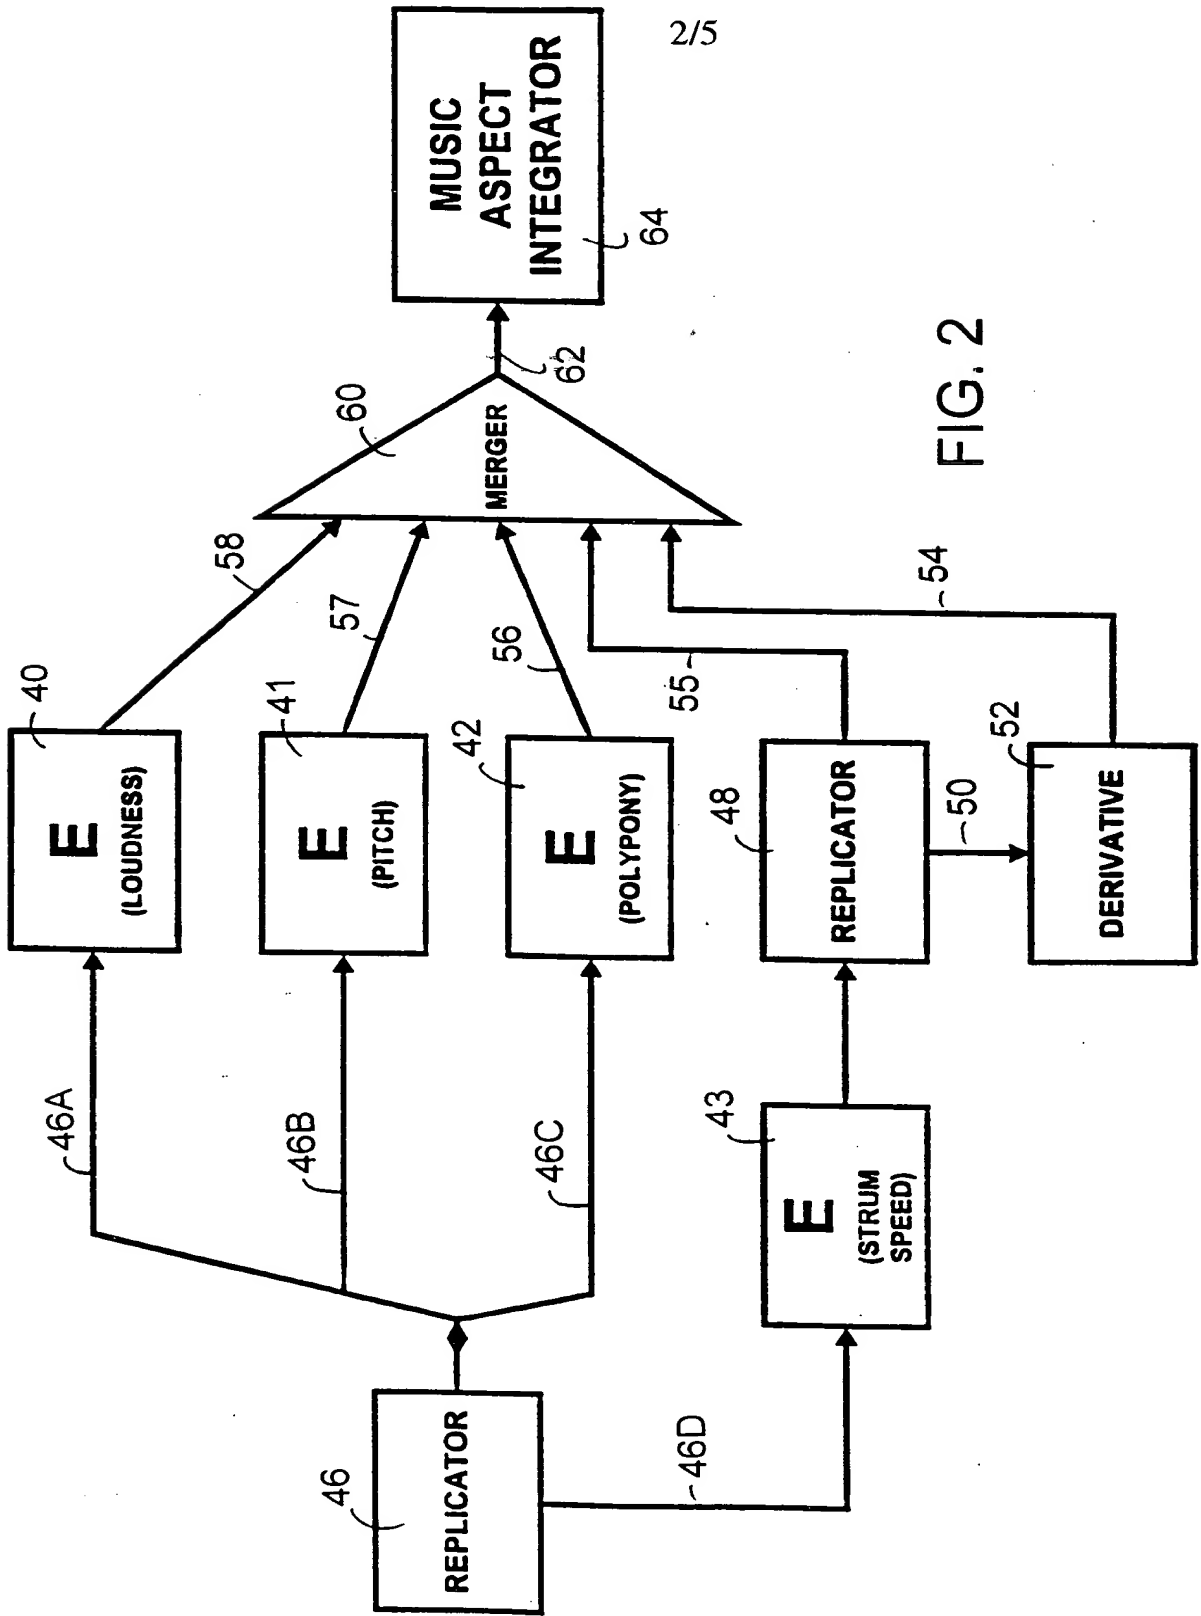 2/5
46
REPLICATOR
46A
46B
46C
46D
40
E
(LOUDNESS)
41
E
(PITCH)
42
E
(POLYPONY)
43
E
(STRUM
SPEED)
48
REPLICATOR
50
52
DERIVATIVE
58
57
56
55
54
60
MERGER
62
MUSIC
ASPECT
INTEGRATOR
64
FIG. 2